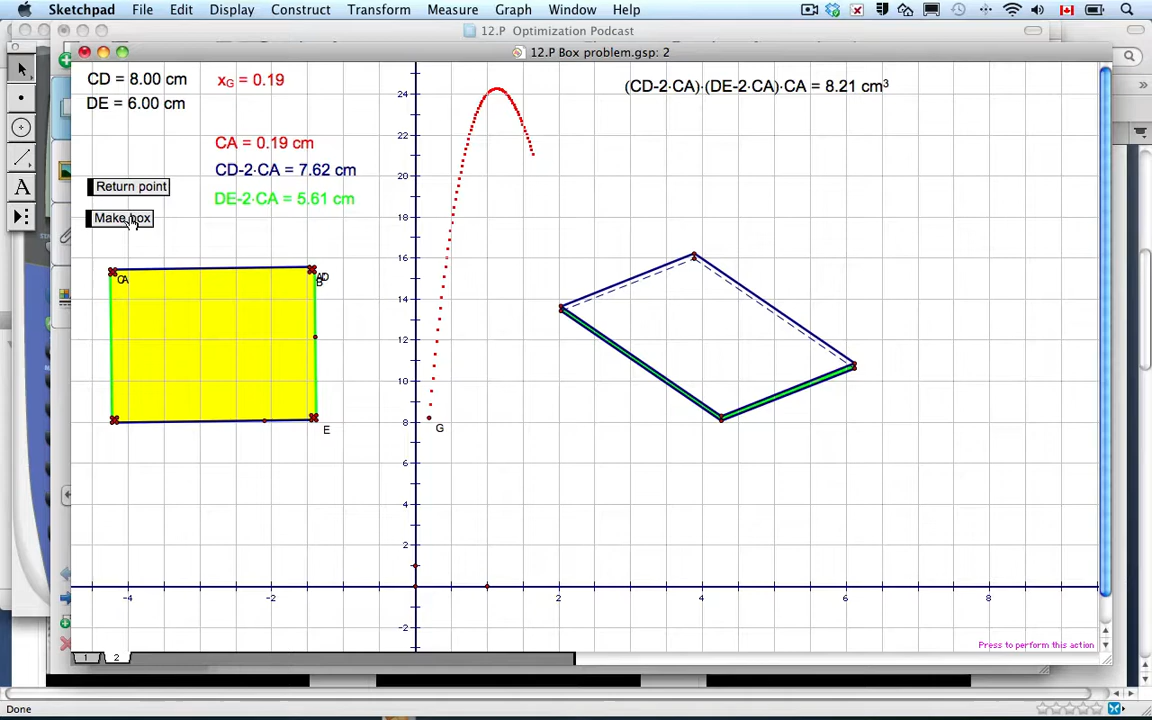 Sketchpad File Edit Display Construct Transform Measure Graph Window Help
12.P Optimization Podcast
12.P Box problem.gsp: 2
CD = 8.00 cm
xG = 0.19
(CD-2·CA)·(DE-2·CA)·CA = 8.21 cm³
DE = 6.00 cm
CA = 0.19 cm
CD-2·CA = 7.62 cm
DE-2·CA = 5.61 cm
Return point
Make box
A
24
22
20
18
16
14
12
10
8
6
4
2
-2
E
G
-4 -2 2 4 6 8
Press to perform this action
1 2
Done